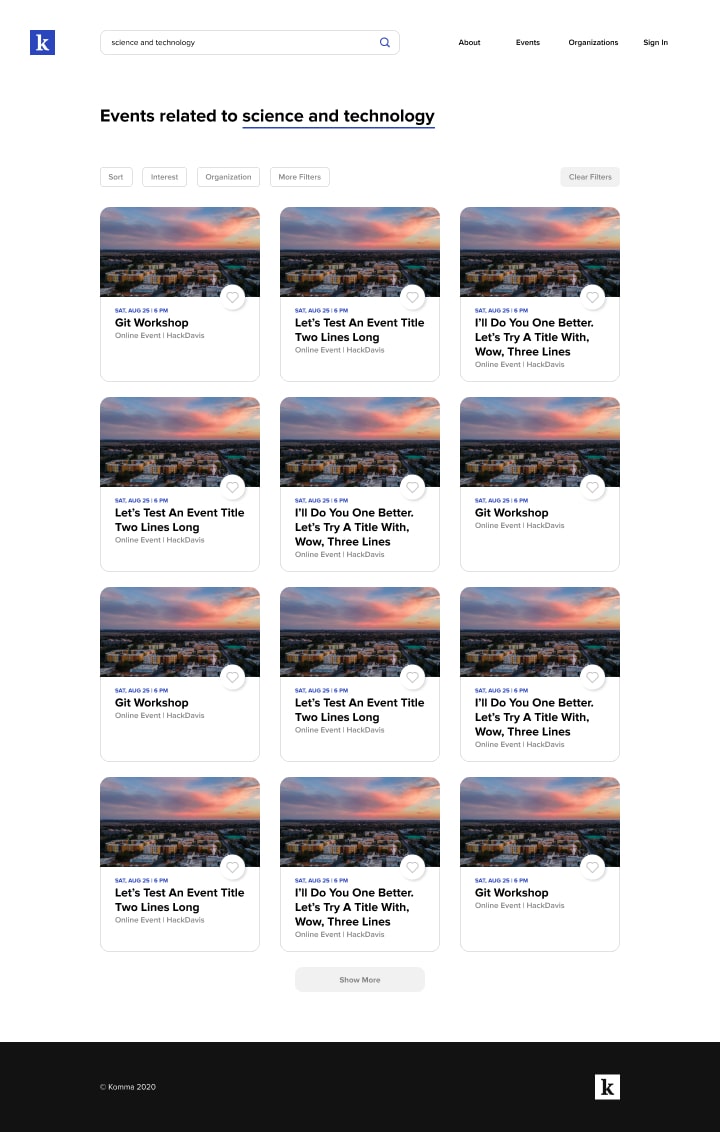 k
science and technology
About
Events
Organizations
Sign In
Events related to science and technology
Sort
Interest
Organization
More Filters
Clear Filters
SAT, AUG 25 | 6 PM
Git Workshop
Online Event | HackDavis
SAT, AUG 25 | 6 PM
Let's Test An Event Title
Two Lines Long
Online Event | HackDavis
SAT, AUG 25 | 6 PM
I'll Do You One Better.
Let's Try A Title With,
Wow, Three Lines
Online Event | HackDavis
SAT, AUG 25 | 6 PM
Let's Test An Event Title
Two Lines Long
Online Event | HackDavis
SAT, AUG 25 | 6 PM
I'll Do You One Better.
Let's Try A Title With,
Wow, Three Lines
Online Event | HackDavis
SAT, AUG 25 | 6 PM
Git Workshop
Online Event | HackDavis
SAT, AUG 25 | 6 PM
Git Workshop
Online Event | HackDavis
SAT, AUG 25 | 6 PM
Let's Test An Event Title
Two Lines Long
Online Event | HackDavis
SAT, AUG 25 | 6 PM
I'll Do You One Better.
Let's Try A Title With,
Wow, Three Lines
Online Event | HackDavis
SAT, AUG 25 | 6 PM
Let's Test An Event Title
Two Lines Long
Online Event | HackDavis
SAT, AUG 25 | 6 PM
I'll Do You One Better.
Let's Try A Title With,
Wow, Three Lines
Online Event | HackDavis
SAT, AUG 25 | 6 PM
Git Workshop
Online Event | HackDavis
Show More
© Komma 2020
k